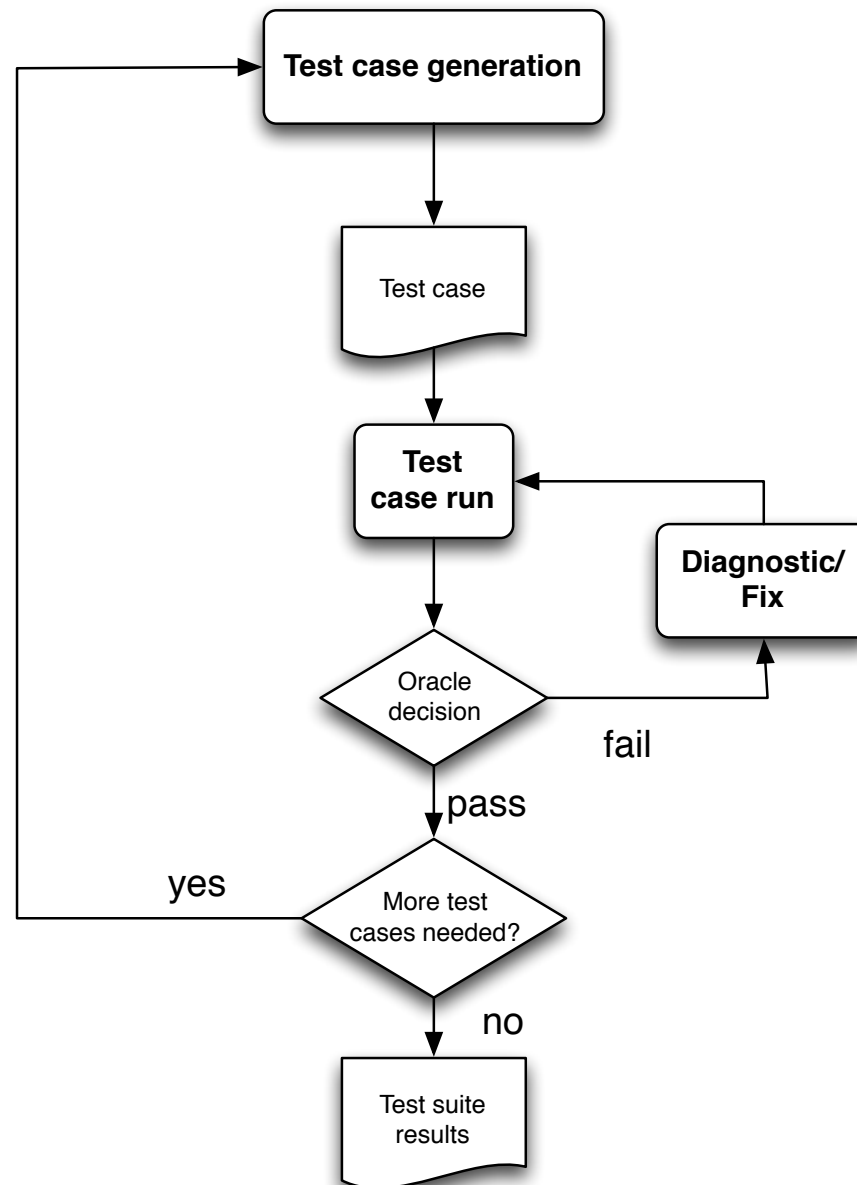 Test case generation
Test case
Test
case run
Diagnostic/
Fix
Oracle
decision
fail
pass
yes
More test
cases needed?
no
Test suite
results